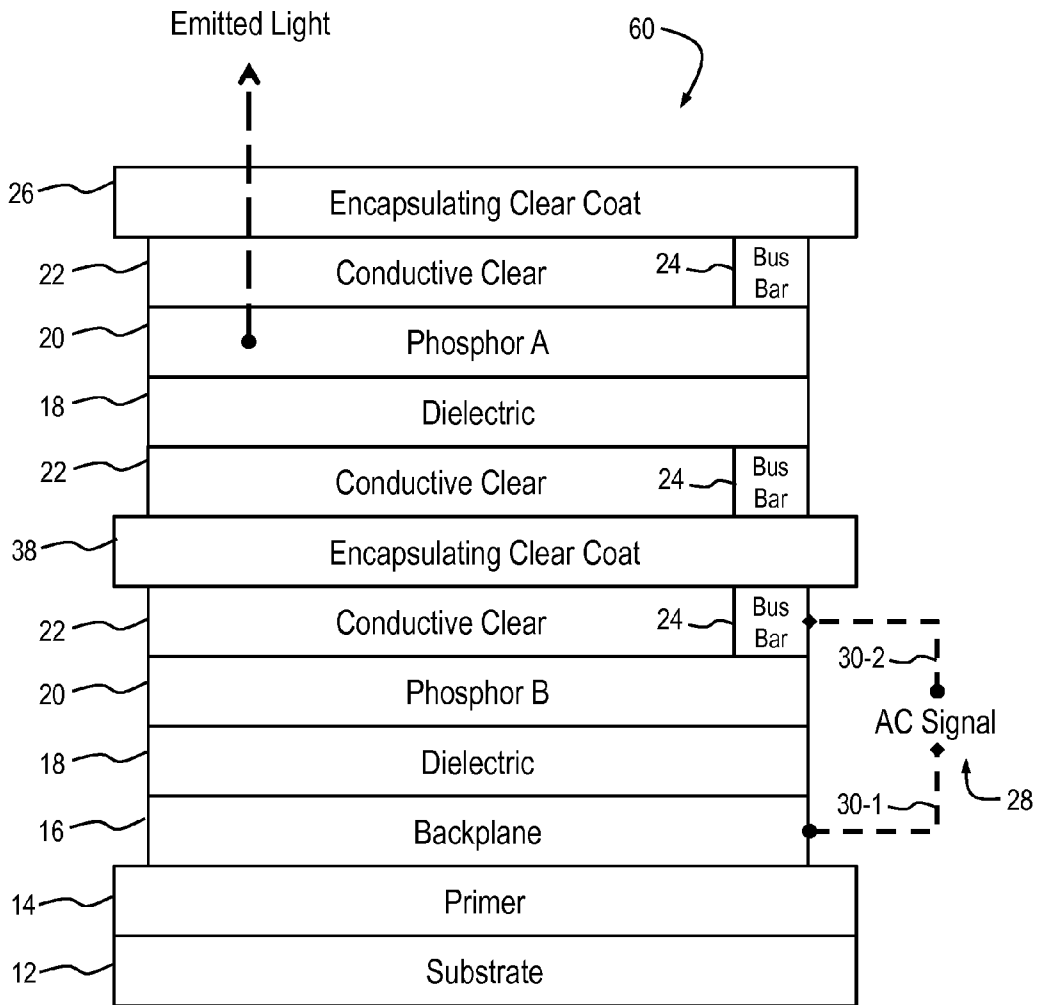 Emitted Light
60
26
Encapsulating Clear Coat
22
Conductive Clear
24
Bus
Bar
20
Phosphor A
18
Dielectric
22
Conductive Clear
24
Bus
Bar
38
Encapsulating Clear Coat
22
Conductive Clear
24
Bus
Bar
30-2
20
Phosphor B
AC Signal
18
Dielectric
28
30-1
16
Backplane
14
Primer
12
Substrate